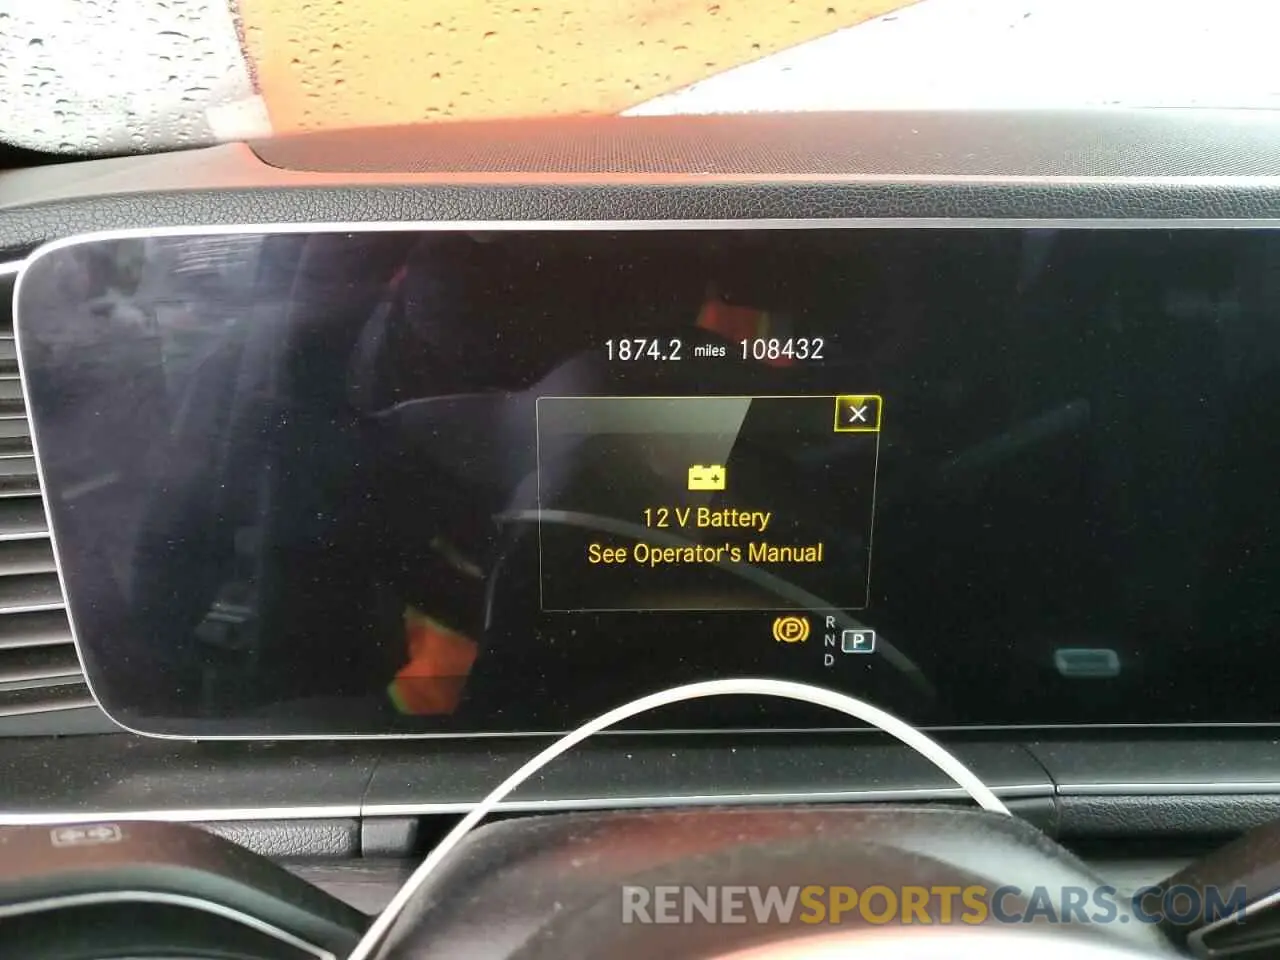 1874.2 miles 108432
12 V Battery
See Operator's Manual
R
N P
D
RENEWSPORTSCARS.COM